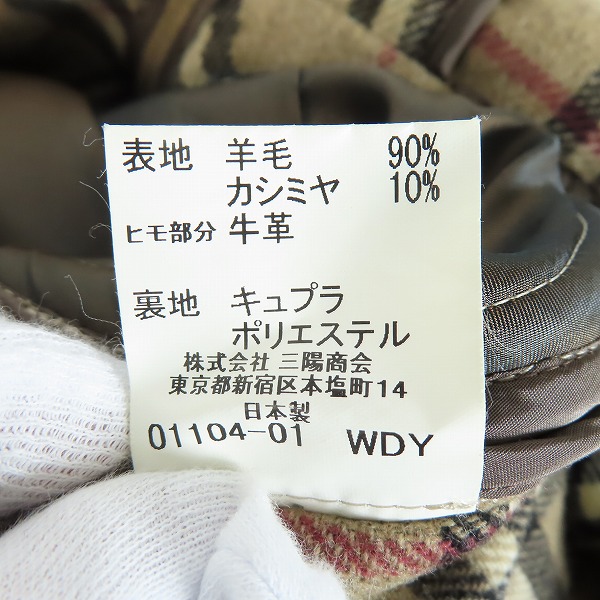 表地 羊毛 90%
カシミヤ 10%
ヒモ部分 牛革
裏地 キュプラ
ポリエステル
株式会社 三陽商会
東京都新宿区本塩町14
日本製
01104-01 WDY